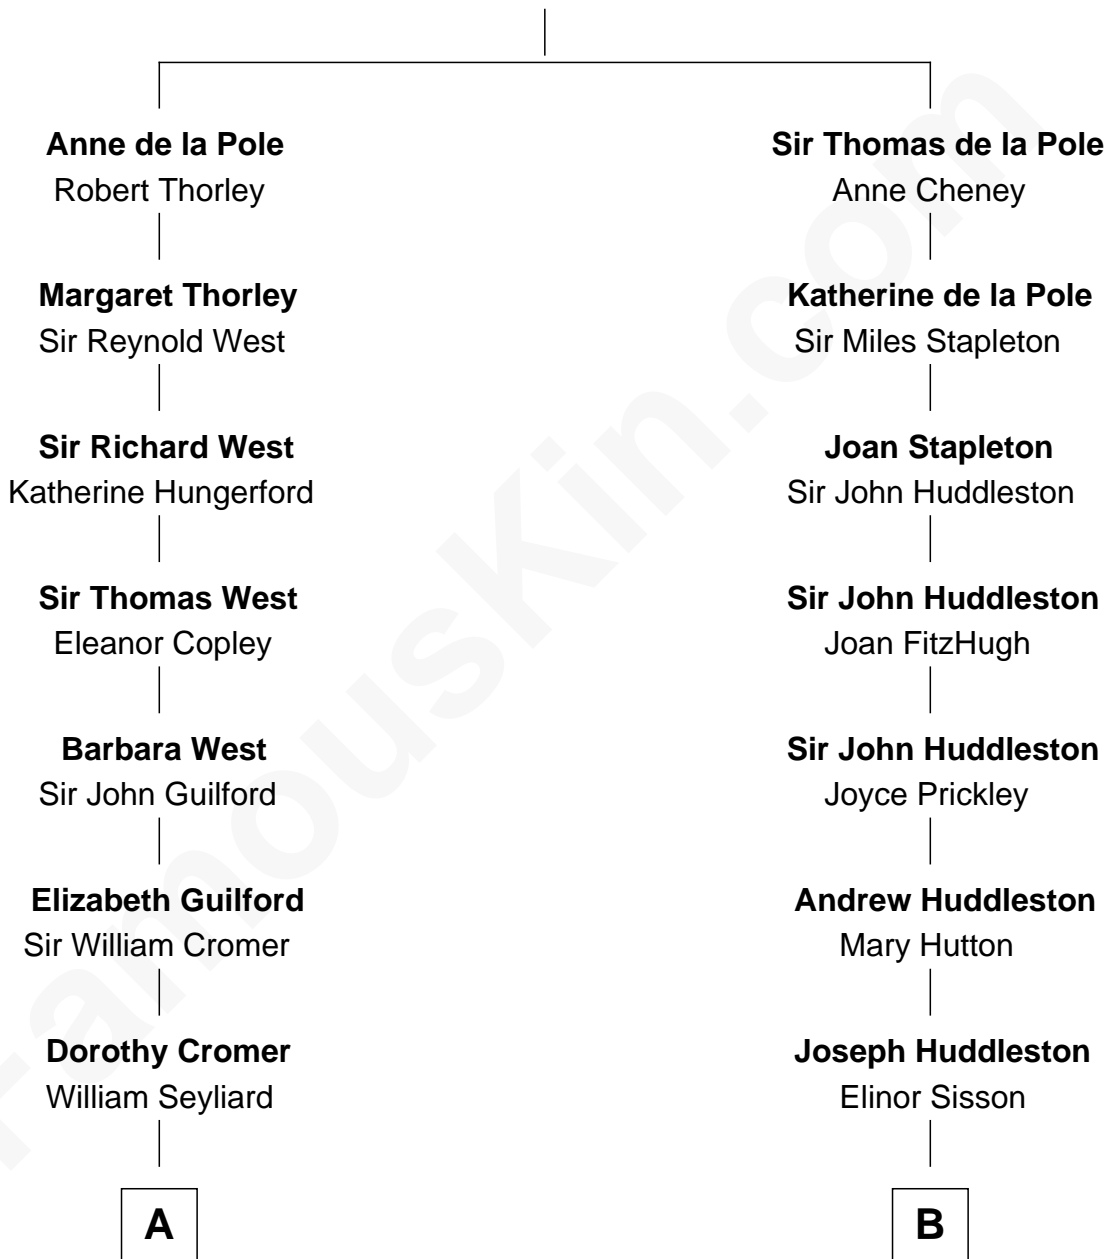 Anne de la Pole
Robert Thorley
Margaret Thorley
Sir Reynold West
Sir Richard West
Katherine Hungerford
Sir Thomas West
Eleanor Copley
Barbara West
Sir John Guilford
Elizabeth Guilford
Sir William Cromer
Dorothy Cromer
William Seyliard
A
Sir Thomas de la Pole
Anne Cheney
Katherine de la Pole
Sir Miles Stapleton
Joan Stapleton
Sir John Huddleston
Sir John Huddleston
Joan FitzHugh
Sir John Huddleston
Joyce Prickley
Andrew Huddleston
Mary Hutton
Joseph Huddleston
Elinor Sisson
B
FamousKin.com